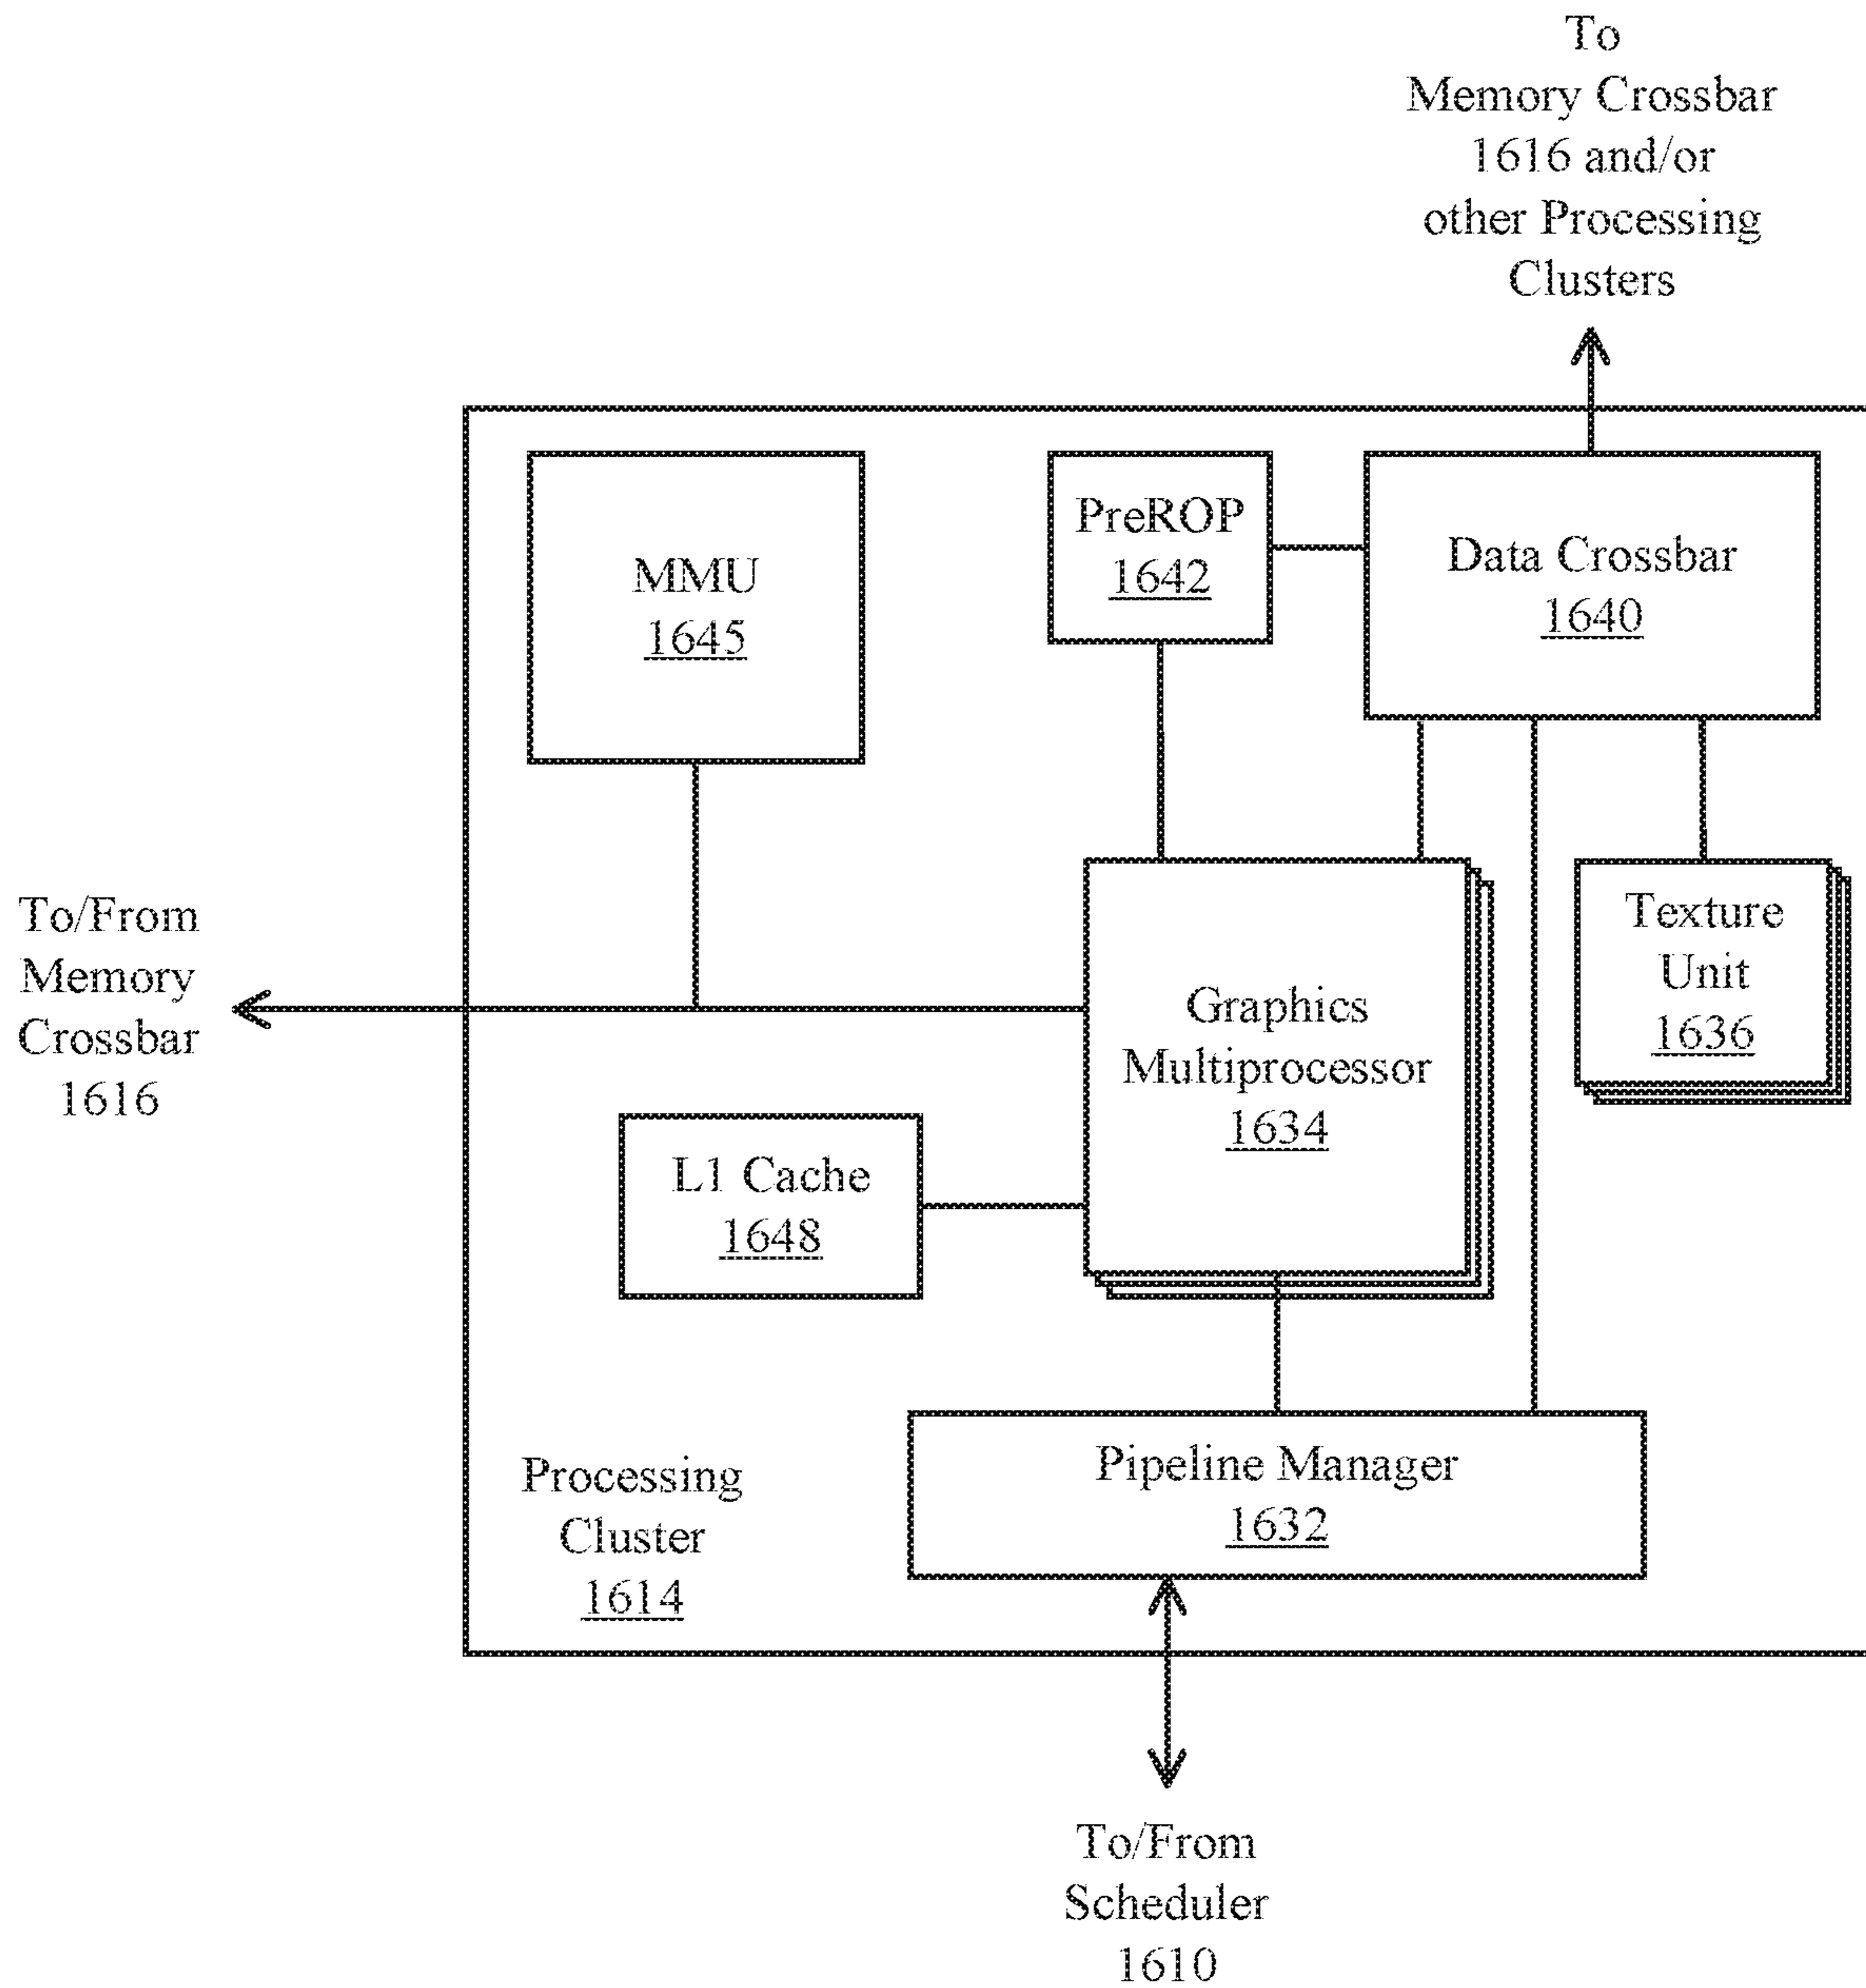 To
Memory Crossbar
1616 and/or
other Processing
Clusters
MMU
1645
PreROP
1642
Data Crossbar
1640
To/From
Memory
Crossbar
1616
Graphics
Multiprocessor
1634
Texture
Unit
1636
L1 Cache
1648
Processing
Cluster
1614
Pipeline Manager
1632
To/From
Scheduler
1610